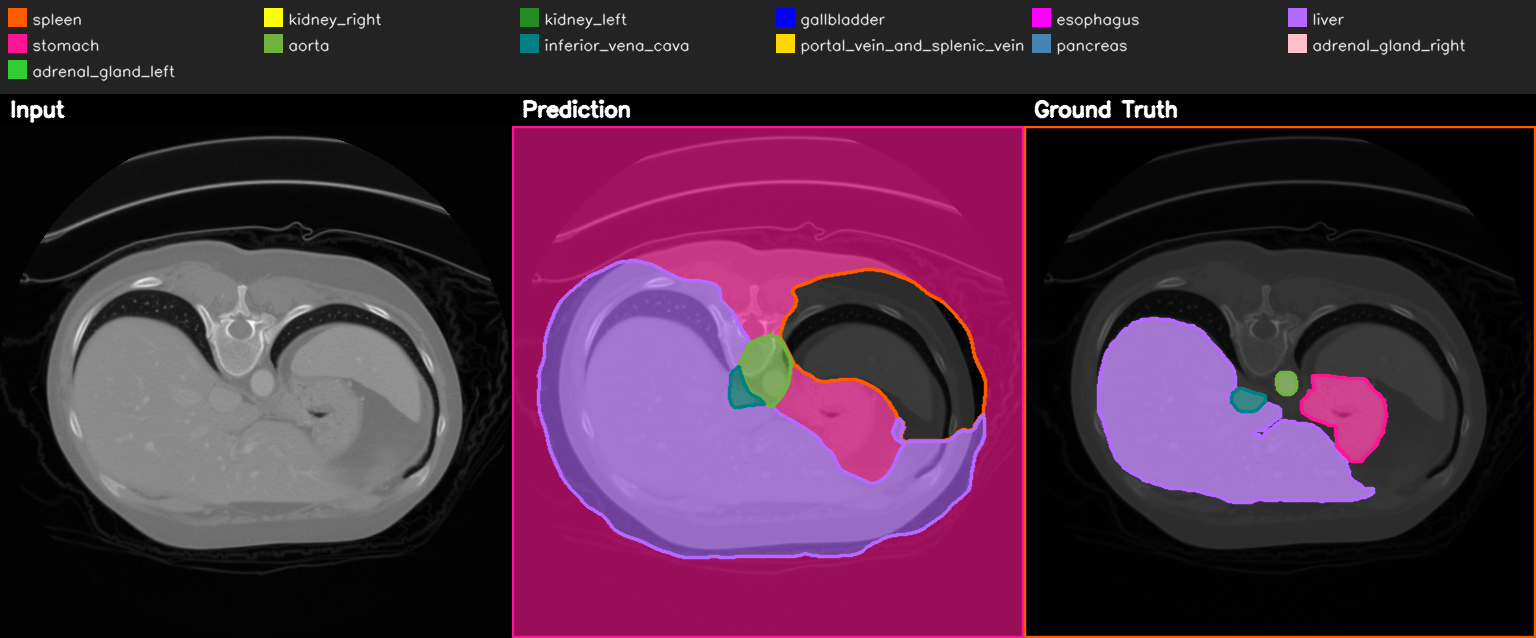 spleen kidney_right kidney_left gallbladder esophagus liver
stomach aorta inferior_vena_cava portal_vein_and_splenic_vein pancreas adrenal_gland_right
adrenal_gland_left
Input Prediction Ground Truth